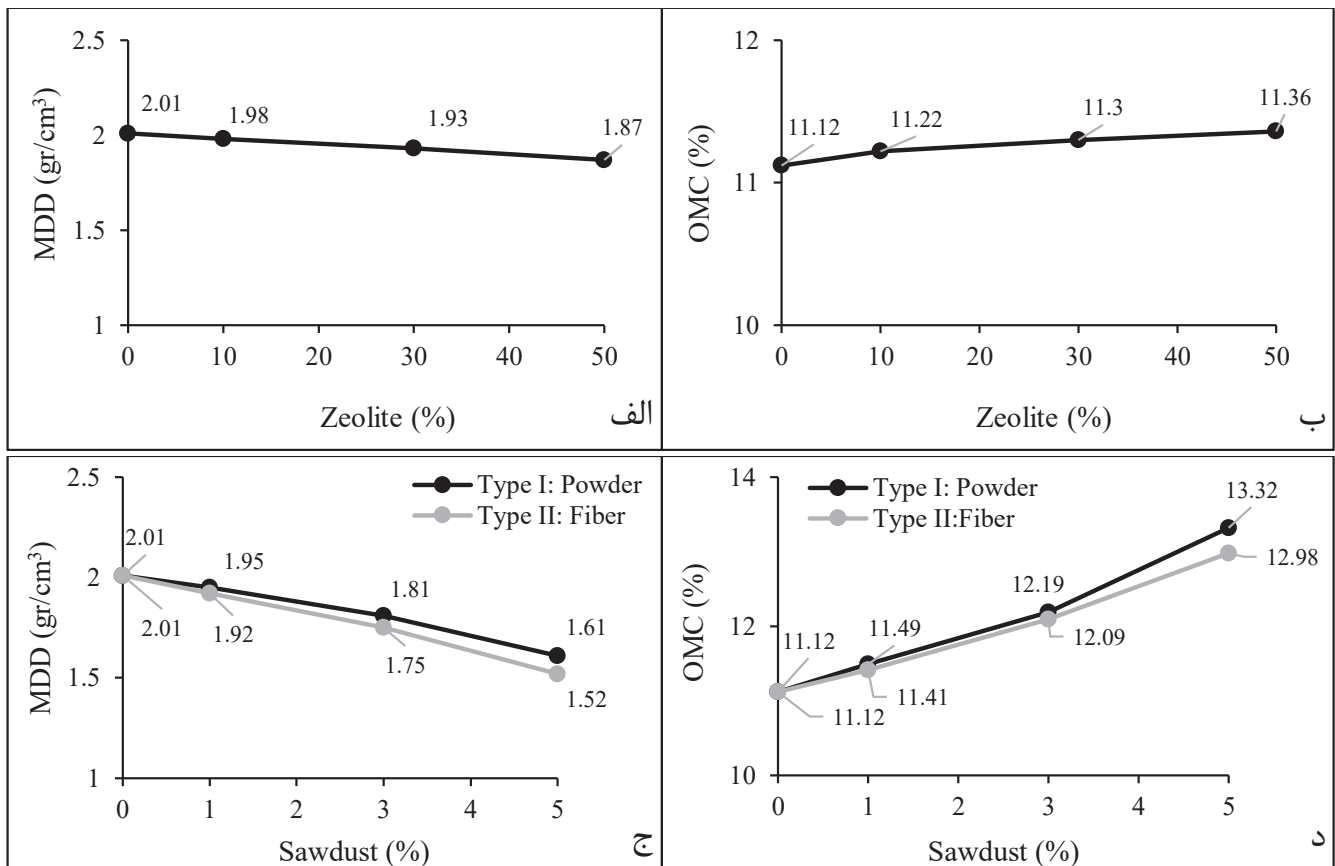 2.5
2
1.5
1
MDD (gr/cm³)
2.01
1.98
1.93
1.87
0 10 20 30 40 50
Zeolite (%)
الف
12
11
10
OMC (%)
11.12
11.22
11.3
11.36
0 10 20 30 40 50
Zeolite (%)
ب
2.5
2
1.5
1
MDD (gr/cm³)
Type I: Powder
Type II: Fiber
2.01
1.95
1.81
1.61
2.01
1.92
1.75
1.52
0 1 2 3 4 5
Sawdust (%)
ج
14
12
10
OMC (%)
Type I: Powder
Type II:Fiber
11.12
11.49
12.19
13.32
11.12
11.41
12.09
12.98
0 1 2 3 4 5
Sawdust (%)
د